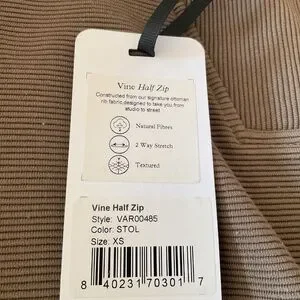 Vine Half Zip
Constructed from our signature ottoman
rib fabric,designed to take you from
studio to street
Natural Fibres
2 Way Stretch
Textured
Vine Half Zip
Style: VAR00485
Color: STOL
Size: XS
8 40231 70301 7